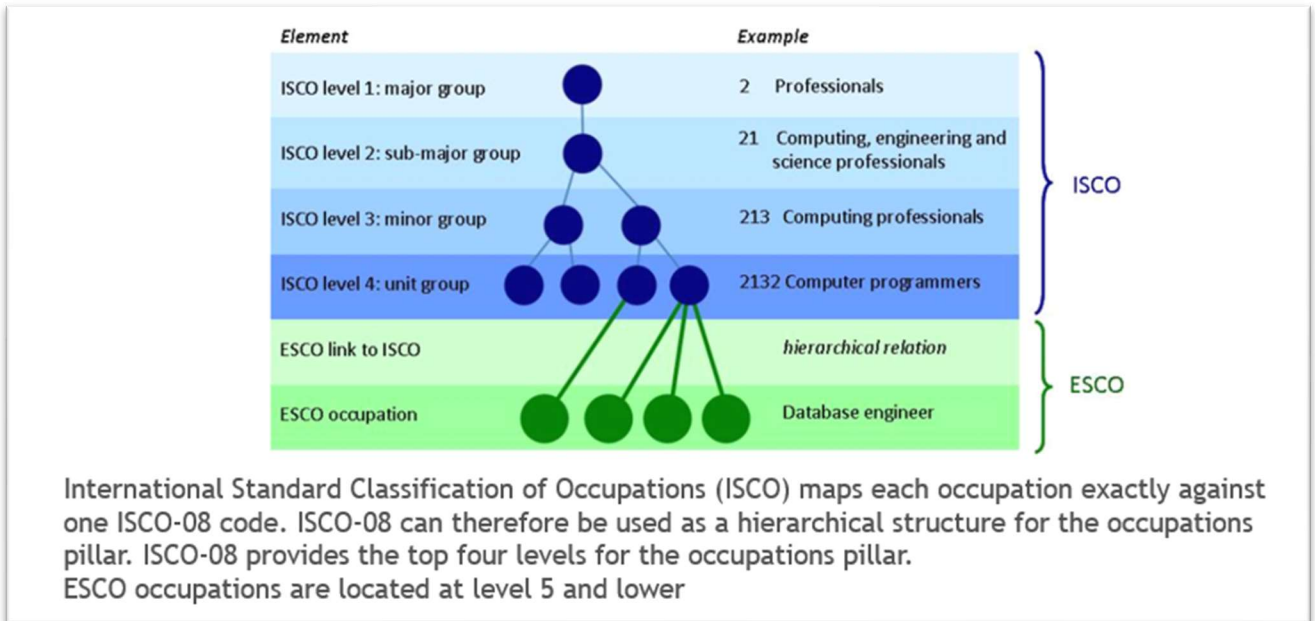 Element Example
ISCO level 1: major group 2 Professionals
ISCO level 2: sub-major group 21 Computing, engineering and
science professionals
ISCO
ISCO level 3: minor group 213 Computing professionals
ISCO level 4: unit group 2132 Computer programmers
ESCO link to ISCO hierarchical relation
ESCO
ESCO occupation Database engineer
International Standard Classification of Occupations (ISCO) maps each occupation exactly against
one ISCO-08 code. ISCO-08 can therefore be used as a hierarchical structure for the occupations
pillar. ISCO-08 provides the top four levels for the occupations pillar.
ESCO occupations are located at level 5 and lower